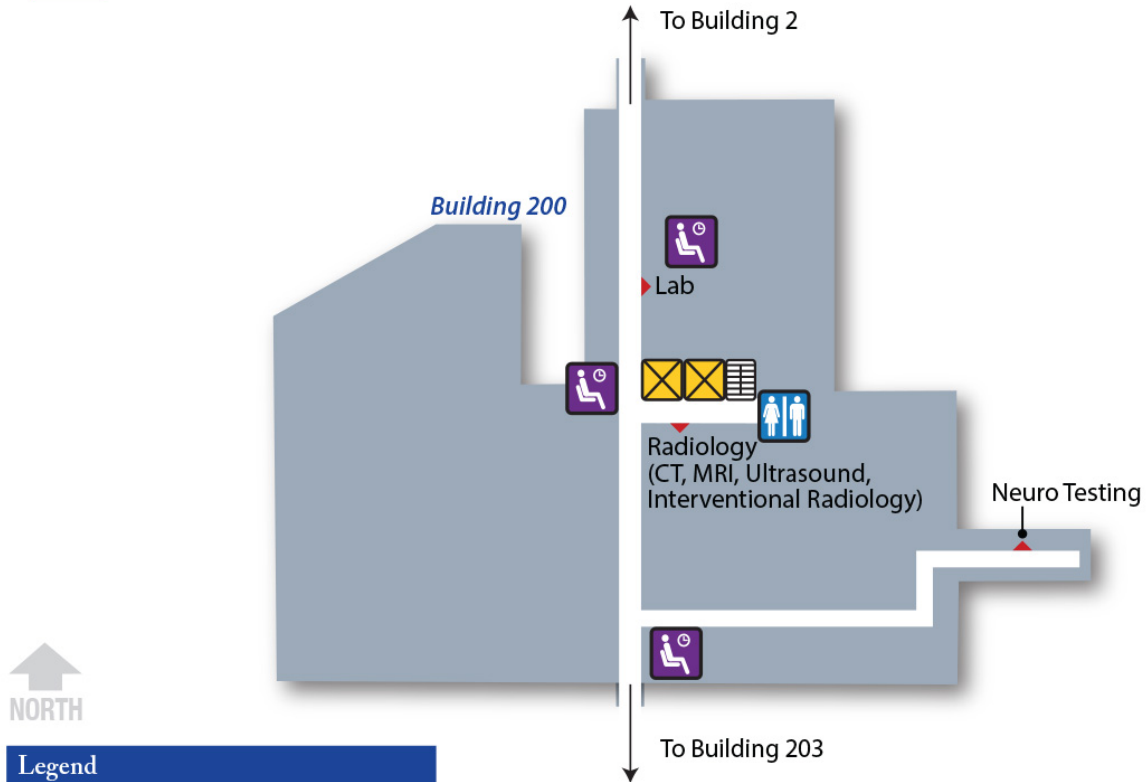 To Building 2
Building 200
Lab
Radiology
(CT, MRI, Ultrasound,
Interventional Radiology)
Neuro Testing
NORTH
To Building 203
Legend